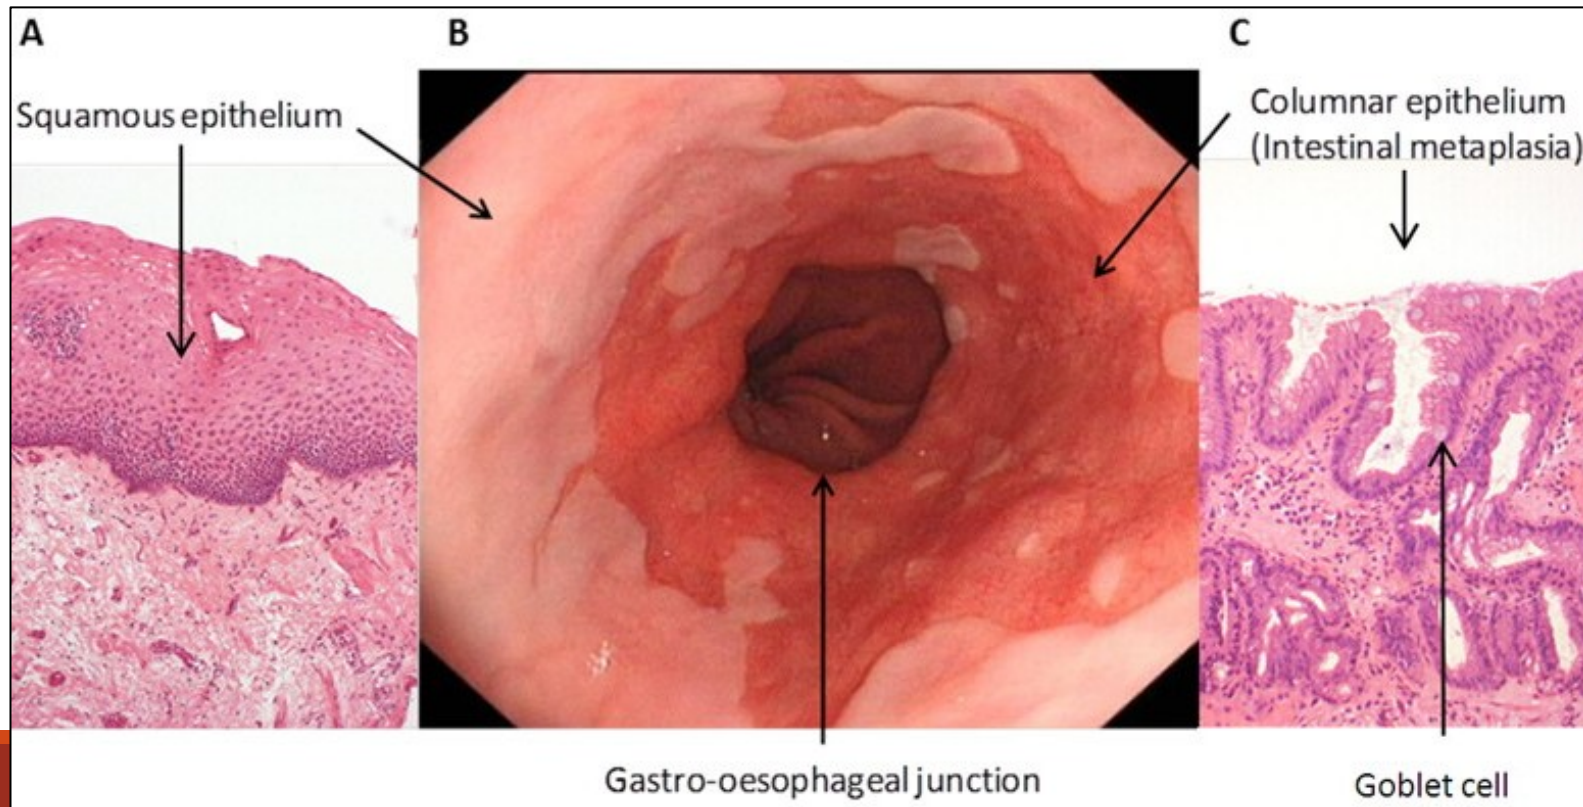 A
B
C
Squamous epithelium
Columnar epithelium
(Intestinal metaplasia)
Gastro-oesophageal junction
Goblet cell